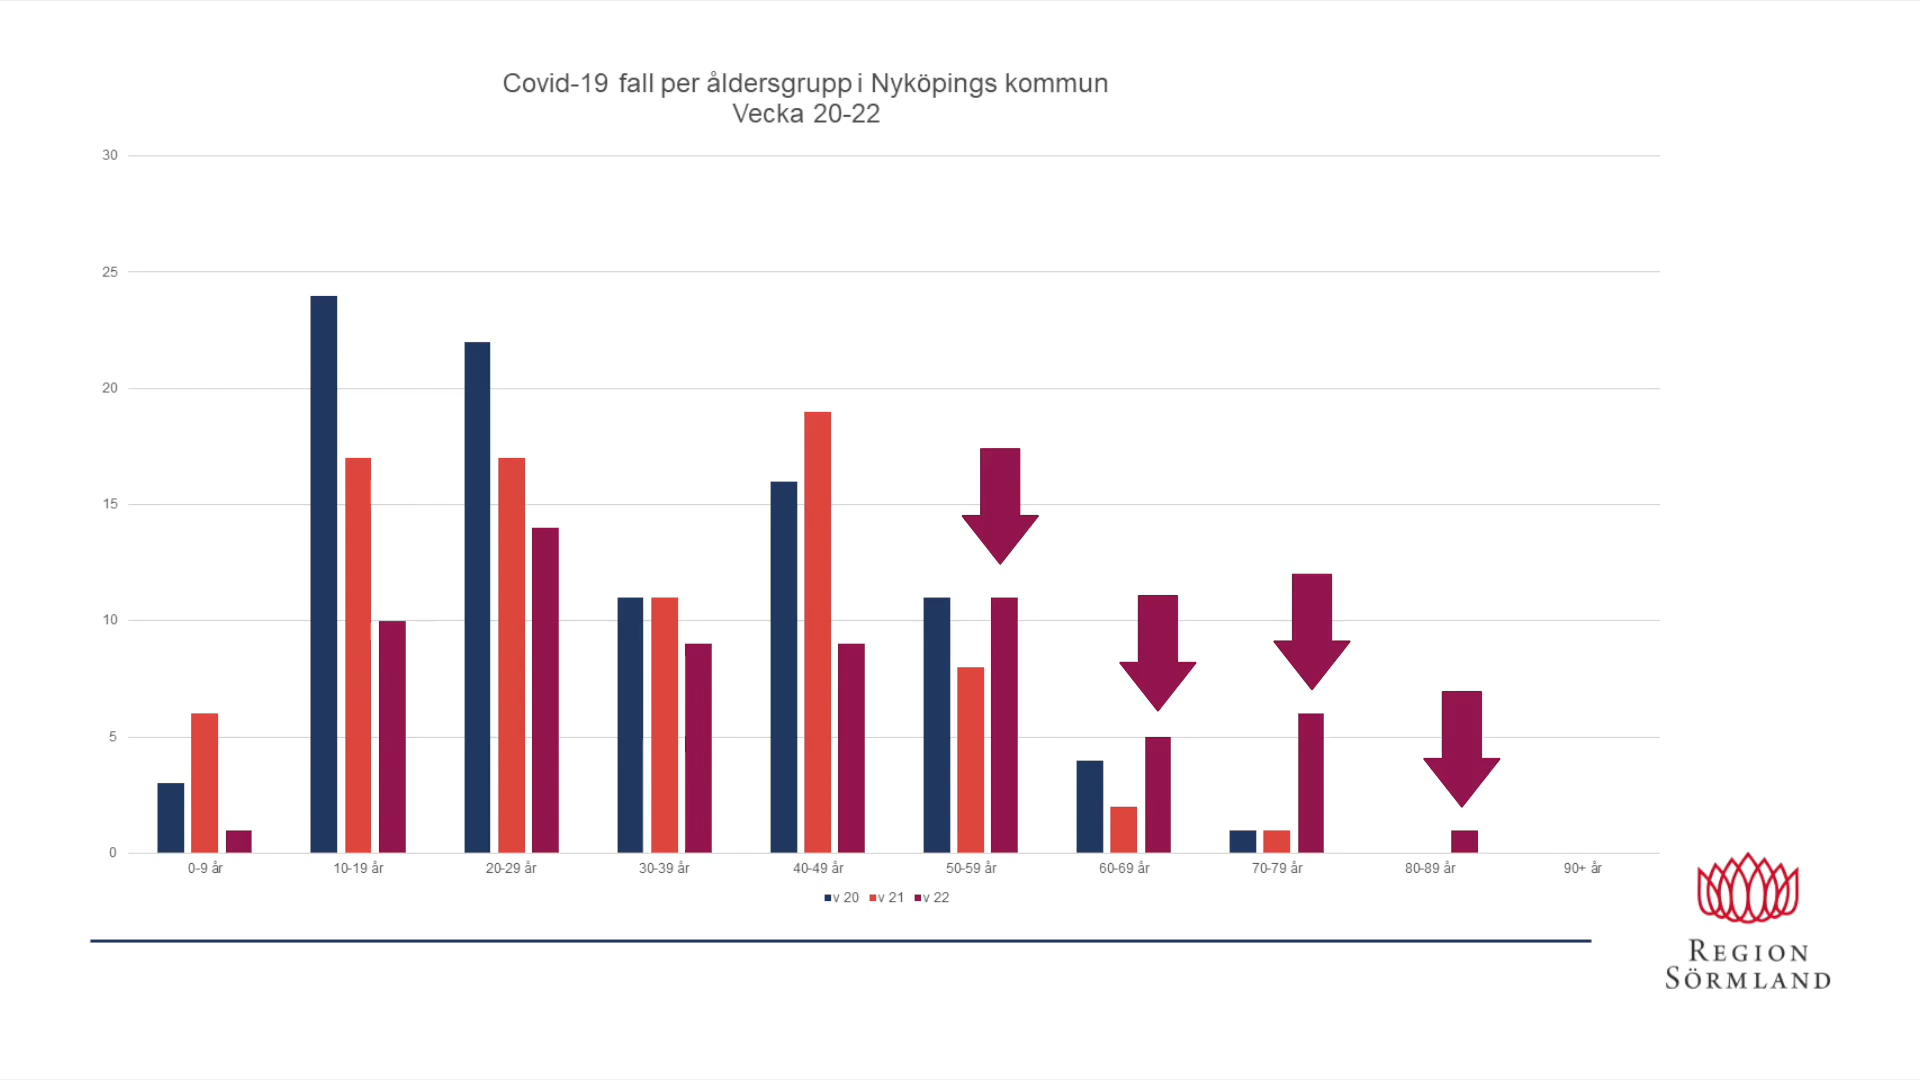 Covid-19 fall per åldersgrupp i Nyköpings kommun
Vecka 20-22
30
25
20
15
10
5
0
0-9 år 10-19 år 20-29 år 30-39 år 40-49 år 50-59 år 60-69 år 70-79 år 80-89 år 90+ år
v 20 v 21 v 22
REGION
SÖRMLAND